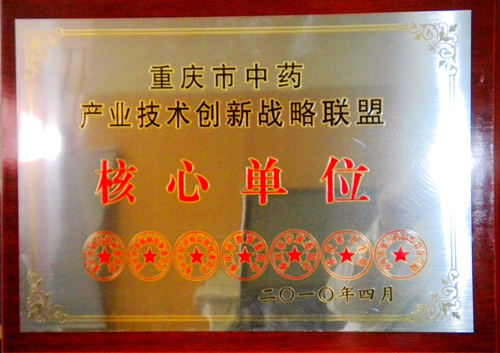 重庆市中药
产业技术创新战略联盟
核心单位
二〇一〇年四月